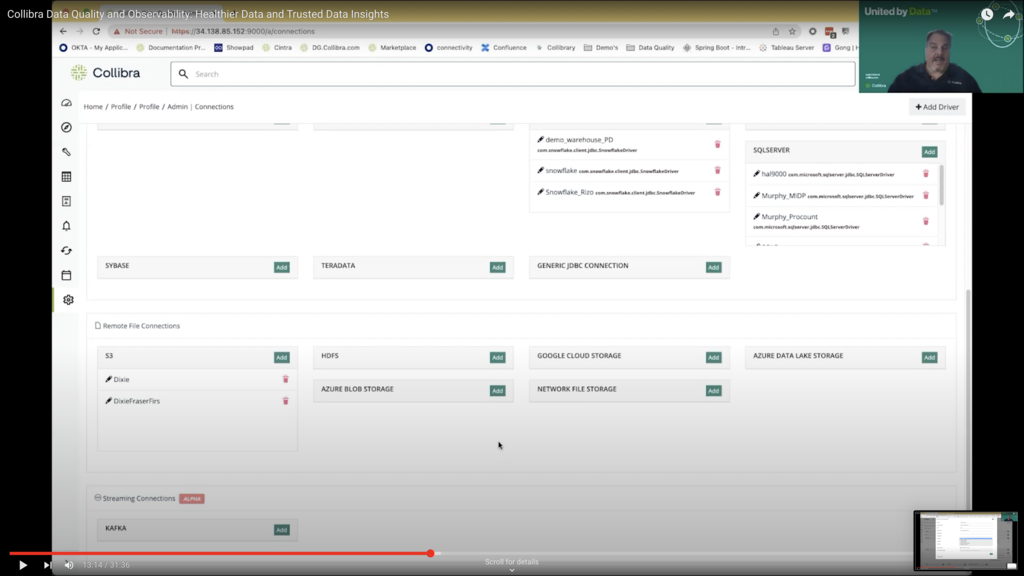 Collibra Data Quality and Observability: Healthier Data and Trusted Data Insights
United by Data
Not Secure | https://34.138.85.152:9000/a/connections
OKTA - My Applic... Documentation Pr... Showpad Cintra DG.Collibra.com Marketplace connectivity Confluence Collibrary Demo's Data Quality Spring Boot - Intr... Tableau Server Gong | H
Collibra
Search
Collibra
Home / Profile / Profile / Admin | Connections
+ Add Driver
demo_warehouse_PD
com.snowflake.client.jdbc.SnowflakeDriver
snowflake com.snowflake.client.jdbc.SnowflakeDriver
Snowflake_Rizo com.snowflake.client.jdbc.SnowflakeDriver
SQLSERVER Add
hal9000 com.microsoft.sqlserver.jdbc.SQLServerDriver
Murphy_MIDP com.microsoft.sqlserver.jdbc.SQLServerDriver
Murphy_Procount
com.microsoft.sqlserver.jdbc.SQLServerDriver
SYBASE Add
TERADATA Add
GENERIC JDBC CONNECTION Add
Remote File Connections
S3 Add
Dixie
DixieFraserFirs
HDFS Add
GOOGLE CLOUD STORAGE Add
AZURE DATA LAKE STORAGE Add
AZURE BLOB STORAGE Add
NETWORK FILE STORAGE Add
Streaming Connections ALPHA
KAFKA Add
13:14 / 31:36
Scroll for details